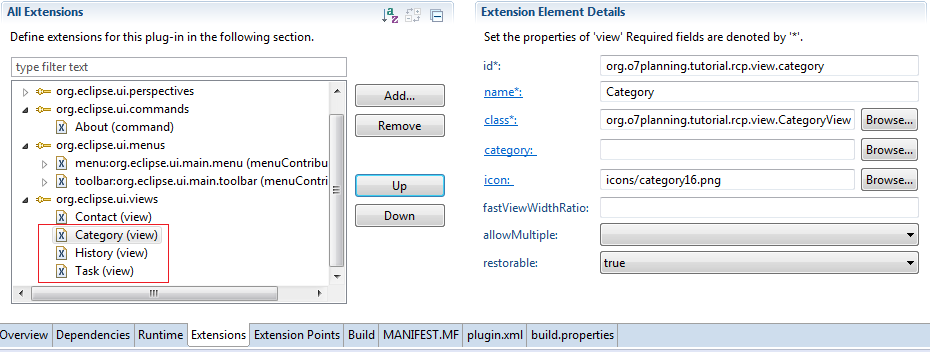 All Extensions
Define extensions for this plug-in in the following section.
type filter text
org.eclipse.ui.perspectives
org.eclipse.ui.commands
About (command)
org.eclipse.ui.menus
menu:org.eclipse.ui.main.menu (menuContribu
toolbar:org.eclipse.ui.main.toolbar (menuContri
org.eclipse.ui.views
Contact (view)
Category (view)
History (view)
Task (view)
Add...
Remove
Up
Down
Extension Element Details
Set the properties of 'view' Required fields are denoted by '*'.
id*: org.o7planning.tutorial.rcp.view.category
name*: Category
class*: org.o7planning.tutorial.rcp.view.CategoryView Browse...
category: Browse...
icon: icons/category16.png Browse...
fastViewWidthRatio:
allowMultiple:
restorable: true
Overview Dependencies Runtime Extensions Extension Points Build MANIFEST.MF plugin.xml build.properties